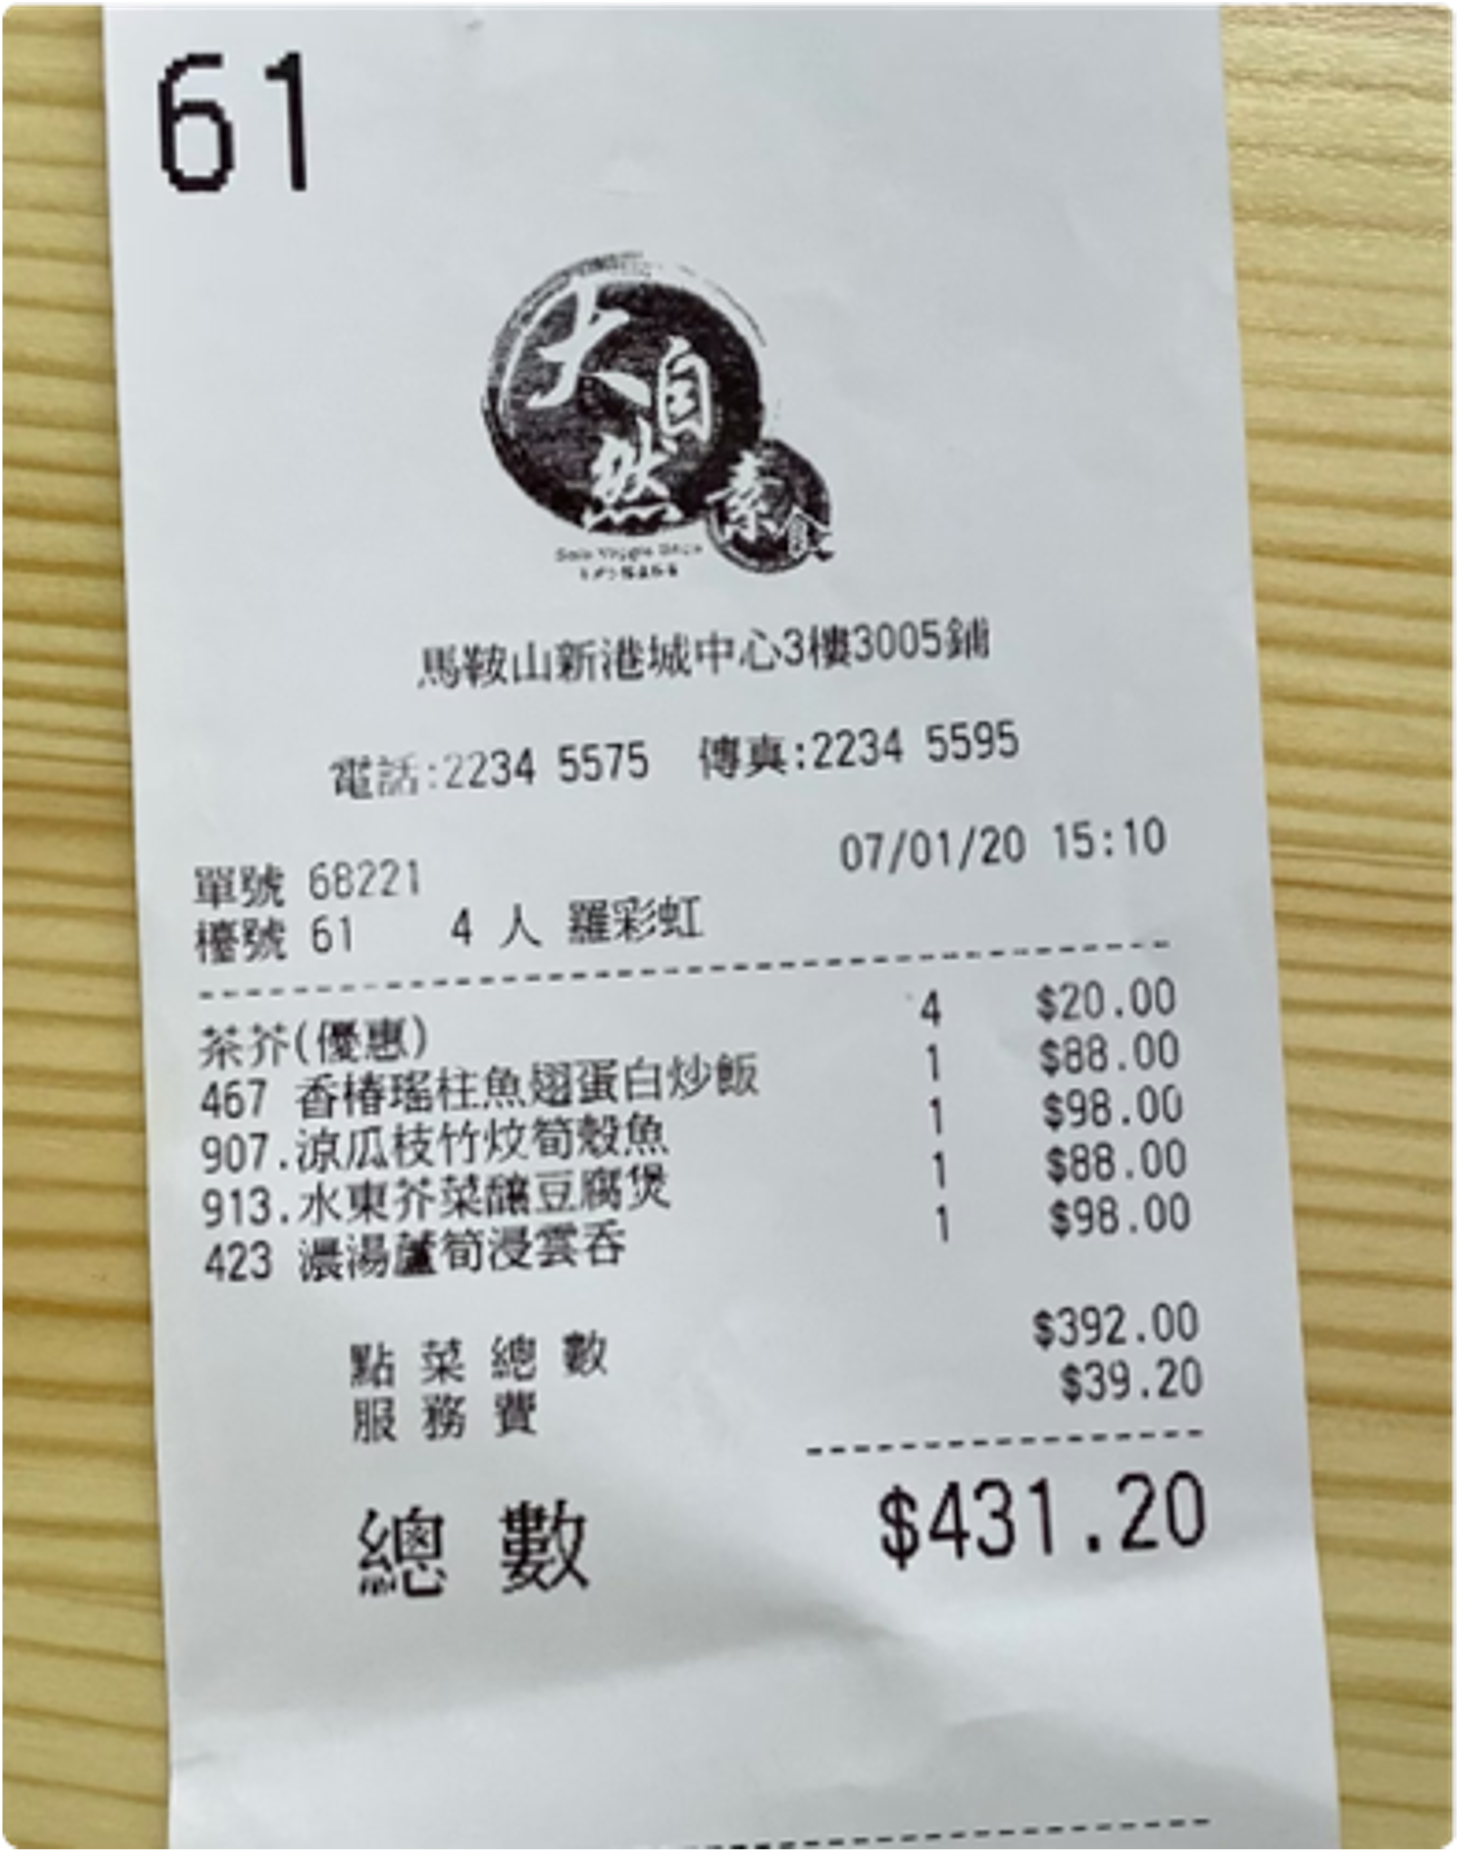 61
大自然
素食
馬鞍山新港城中心3樓3005鋪
電話:2234 5575 傳真:2234 5595
07/01/20 15:10
單號 68221
檯號 61 4 人 羅彩虹
茶芥(優惠) 4 $20.00
467 香椿瑤柱魚翅蛋白炒飯 1 $88.00
907.涼瓜枝竹炆筍殼魚 1 $98.00
913.水東芥菜釀豆腐煲 1 $88.00
423 濃湯蘆筍浸雲吞 1 $98.00
點菜總數 $392.00
服務費 $39.20
總數 $431.20